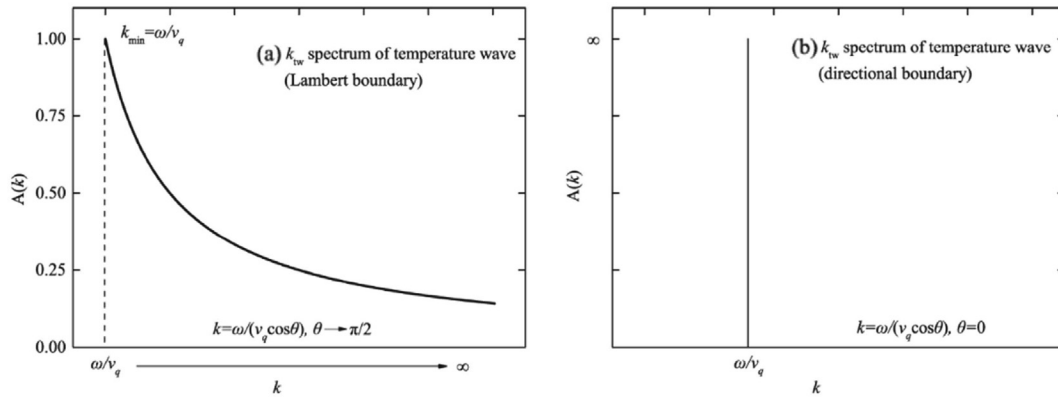 1.00
k_min=ω/v_q
(a) k_tw spectrum of temperature wave
(Lambert boundary)
0.75
A(k)
0.50
0.25
k=ω/(v_q cosθ), θ → π/2
0.00
ω/v_q → ∞
k
∞
(b) k_tw spectrum of temperature wave
(directional boundary)
A(k)
k=ω/(v_q cosθ), θ=0
ω/v_q
k